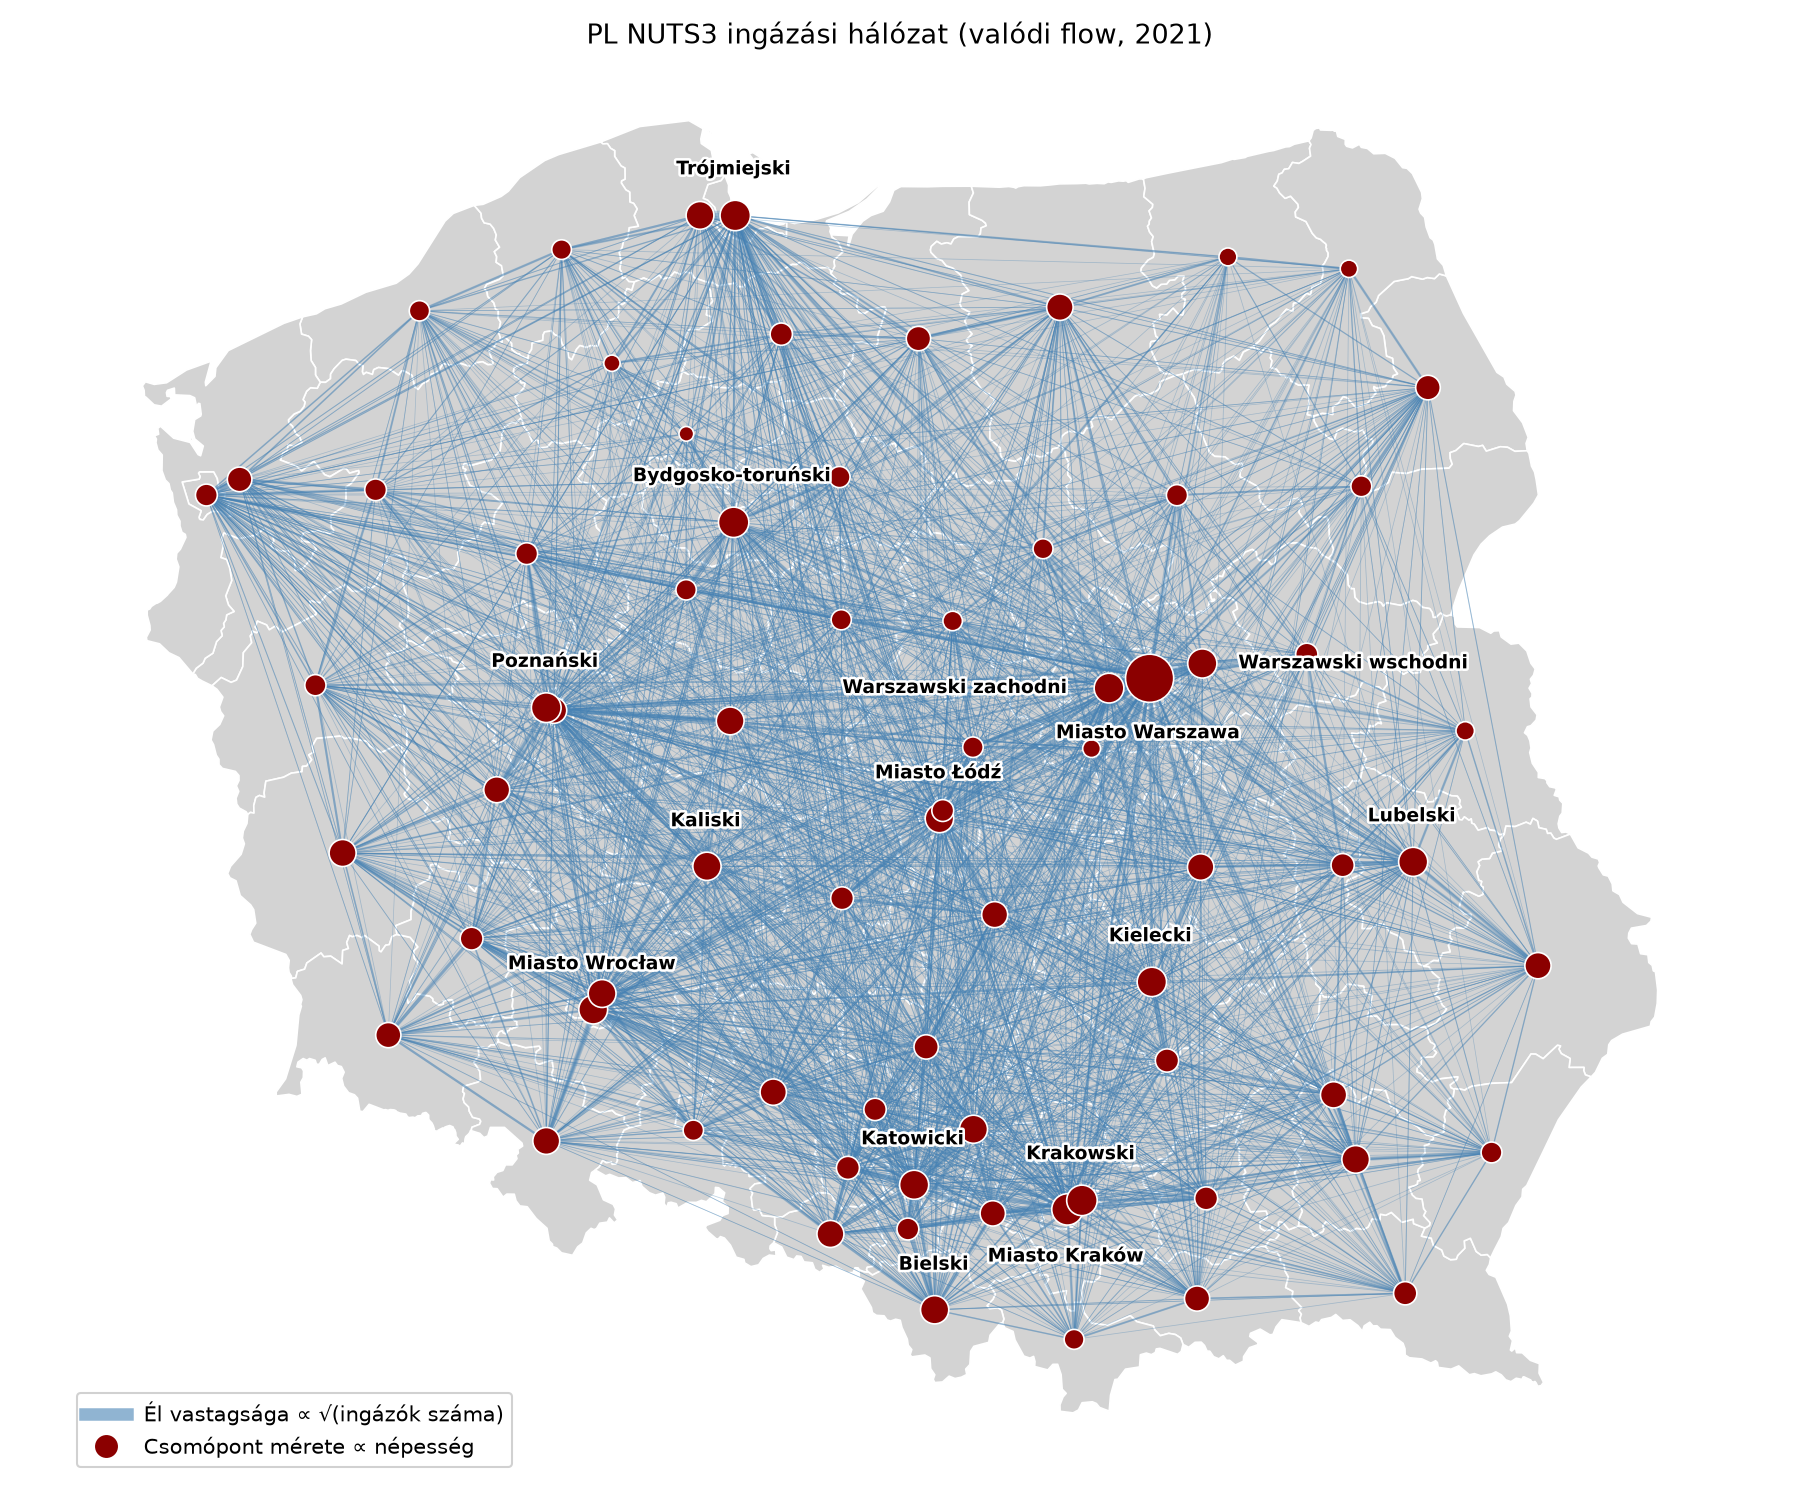 PL NUTS3 ingázási hálózat (valódi flow, 2021)
Trójmiejski
Bydgosko-toruński
Poznański
Warszawski wschodni
Warszawski zachodni
Miasto Warszawa
Miasto Łódź
Kaliski
Lubelski
Kielecki
Miasto Wrocław
Katowicki
Krakowski
Miasto Kraków
Bielski
Él vastagsága ∝ √(ingázók száma)
Csomópont mérete ∝ népesség